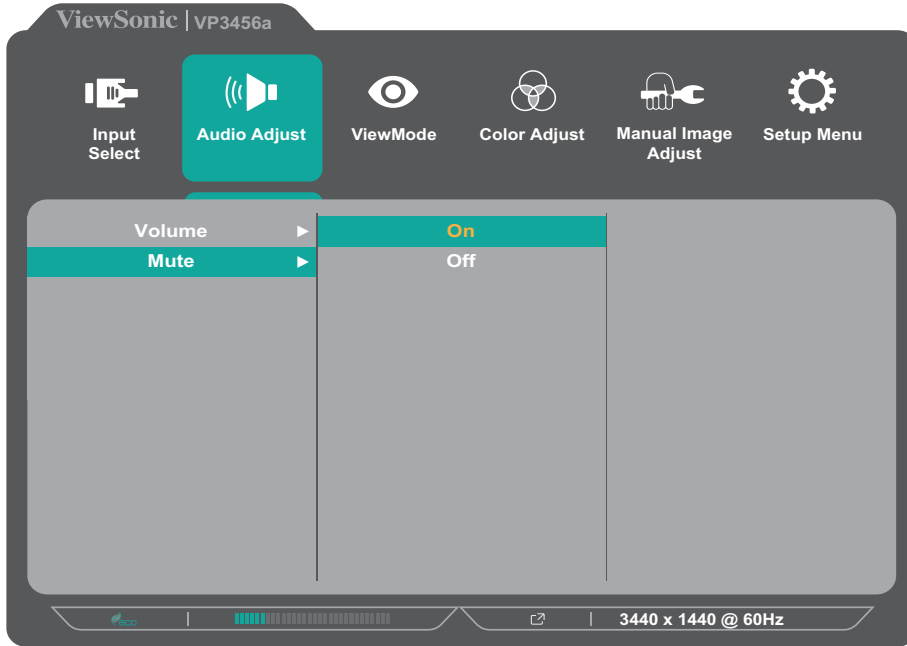 ViewSonic | VP3456a
Input
Select
Audio Adjust
ViewMode
Color Adjust
Manual Image
Adjust
Setup Menu
Volume
On
Mute
Off
eco
3440 x 1440 @ 60Hz